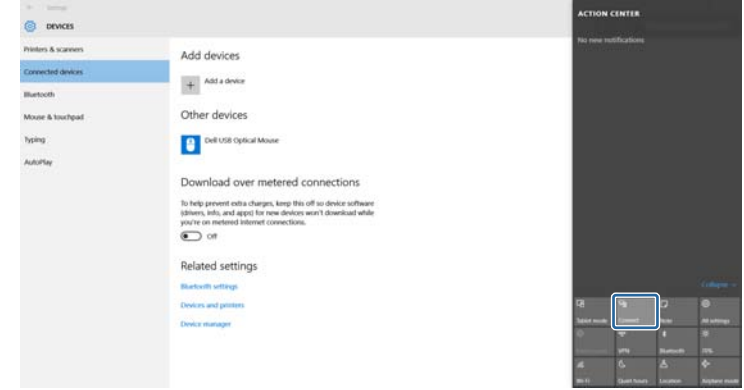 Settings
DEVICES
Printers & scanners
Connected devices
Bluetooth
Mouse & touchpad
Typing
AutoPlay
Add devices
Add a device
Other devices
Dell USB Optical Mouse
Download over metered connections
To help prevent extra charges, keep this off so device software
(drivers, info, and apps) for new devices won't download while
you're on metered Internet connections.
Off
Related settings
Bluetooth settings
Devices and printers
Device manager
ACTION CENTER
No new notifications
Collapse
Tablet mode Connect Note All settings
VPN Bluetooth 70%
Wi-Fi Quiet hours Location Airplane mode